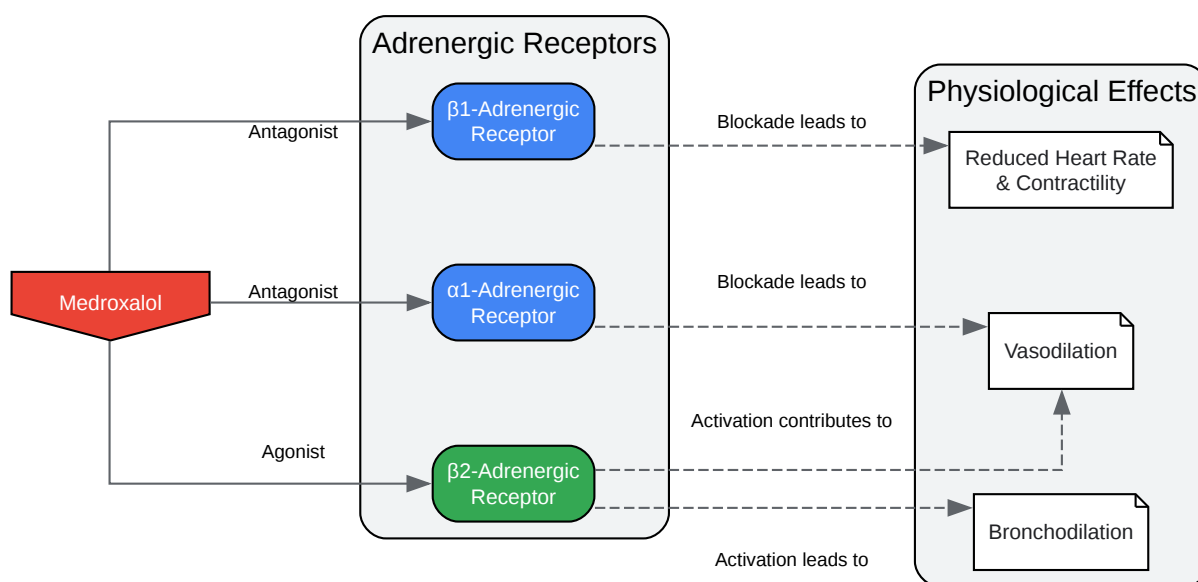 Adrenergic Receptors
Physiological Effects
β1-Adrenergic
Receptor
Antagonist
Blockade leads to
Reduced Heart Rate
& Contractility
Medroxalol
Antagonist
α1-Adrenergic
Receptor
Blockade leads to
Vasodilation
Agonist
β2-Adrenergic
Receptor
Activation contributes to
Bronchodilation
Activation leads to